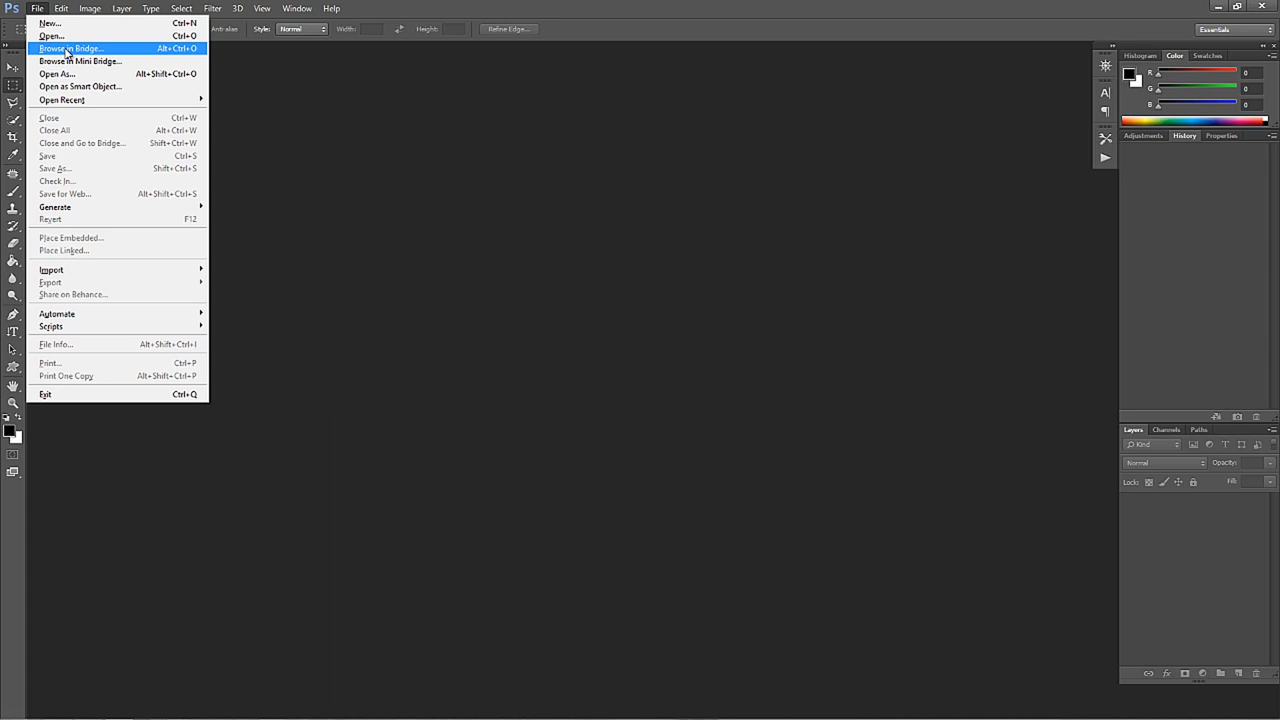 Ps File Edit Image Layer Type Select Filter 3D View Window Help
Anti-alias Style: Normal Width: Height: Refine Edge... Essentials
New... Ctrl+N
Open... Ctrl+O
Browse in Bridge... Alt+Ctrl+O
Browse in Mini Bridge...
Open As... Alt+Shift+Ctrl+O
Open as Smart Object...
Open Recent
Close Ctrl+W
Close All Alt+Ctrl+W
Close and Go to Bridge... Shift+Ctrl+W
Save Ctrl+S
Save As... Shift+Ctrl+S
Check In...
Save for Web... Alt+Shift+Ctrl+S
Generate
Revert F12
Place Embedded...
Place Linked...
Import
Export
Share on Behance...
Automate
Scripts
File Info... Alt+Shift+Ctrl+I
Print... Ctrl+P
Print One Copy Alt+Shift+Ctrl+P
Exit Ctrl+Q
Histogram Color Swatches
R 0
G 0
B 0
Adjustments History Properties
Layers Channels Paths
Kind
Normal Opacity:
Lock: Fill: